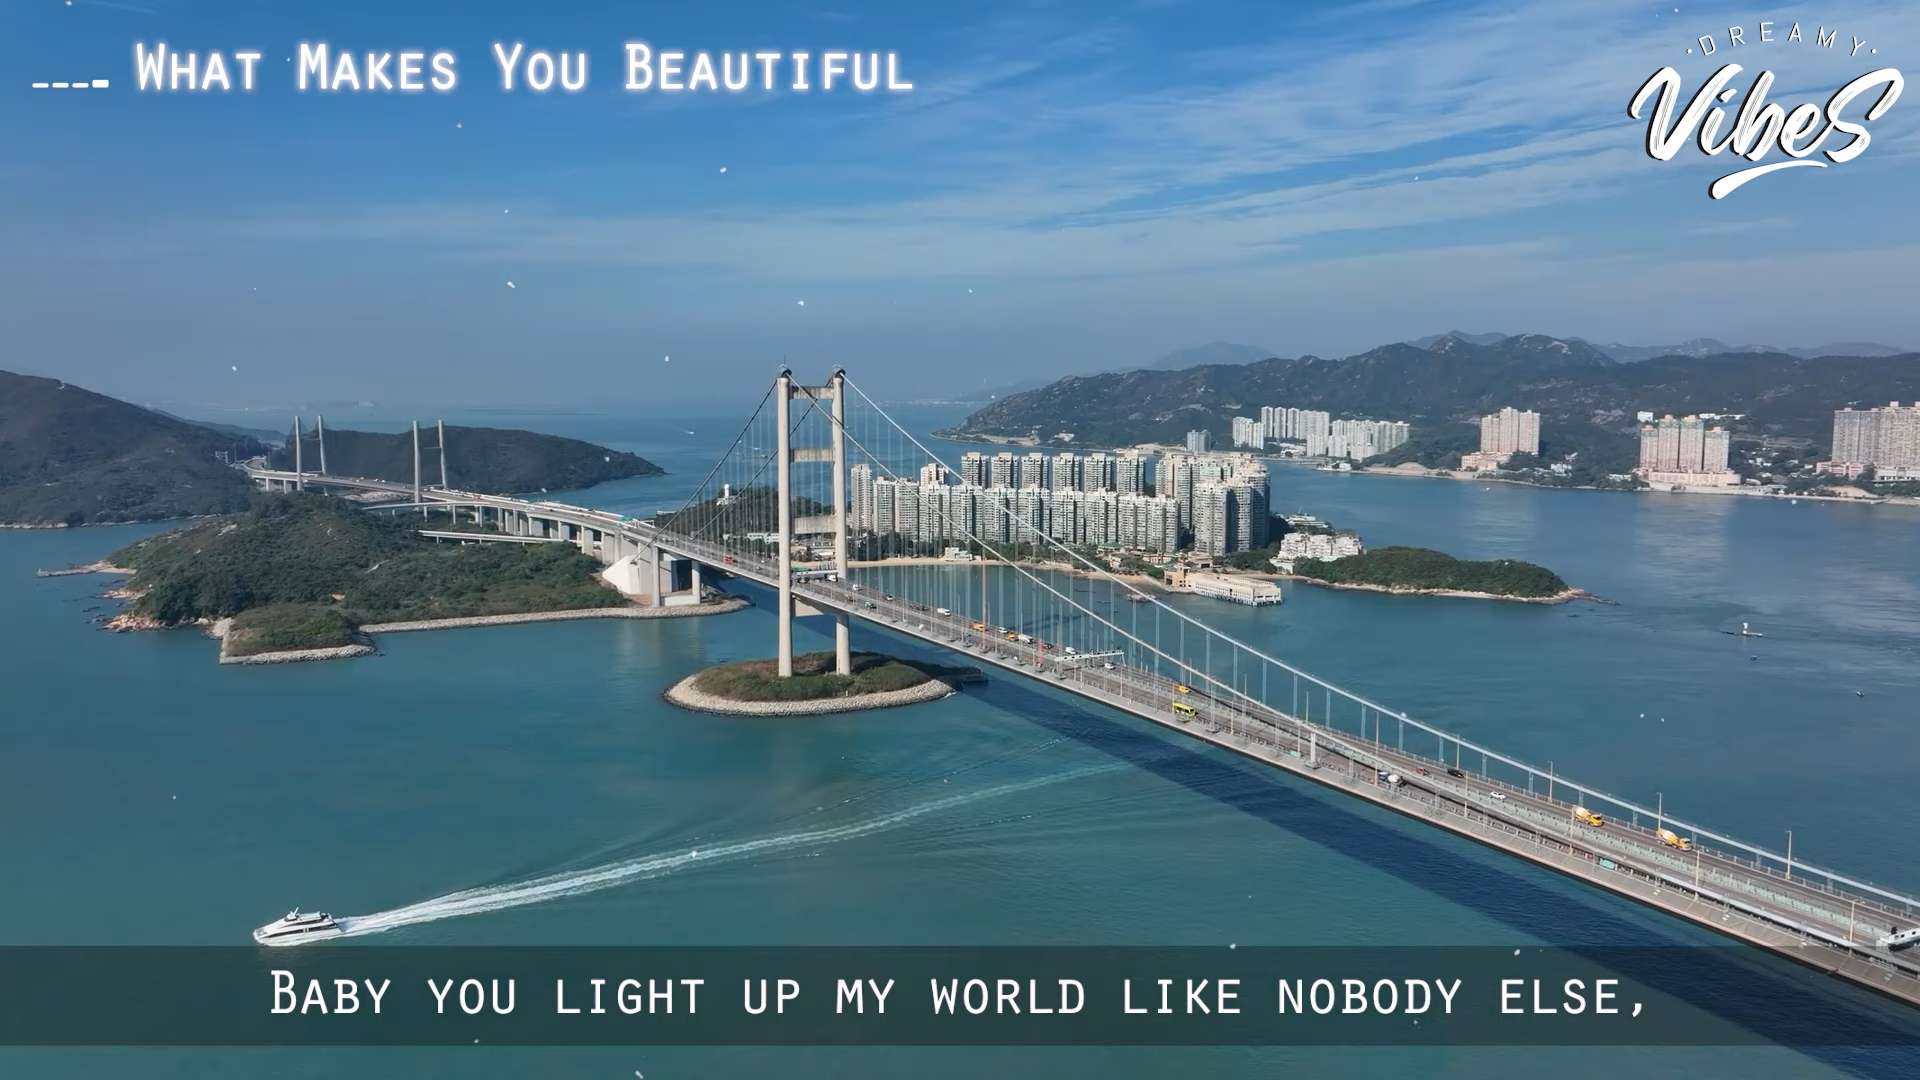 ---- What Makes You Beautiful
·DREAMY·
Vibes
Baby you light up my world like nobody else,